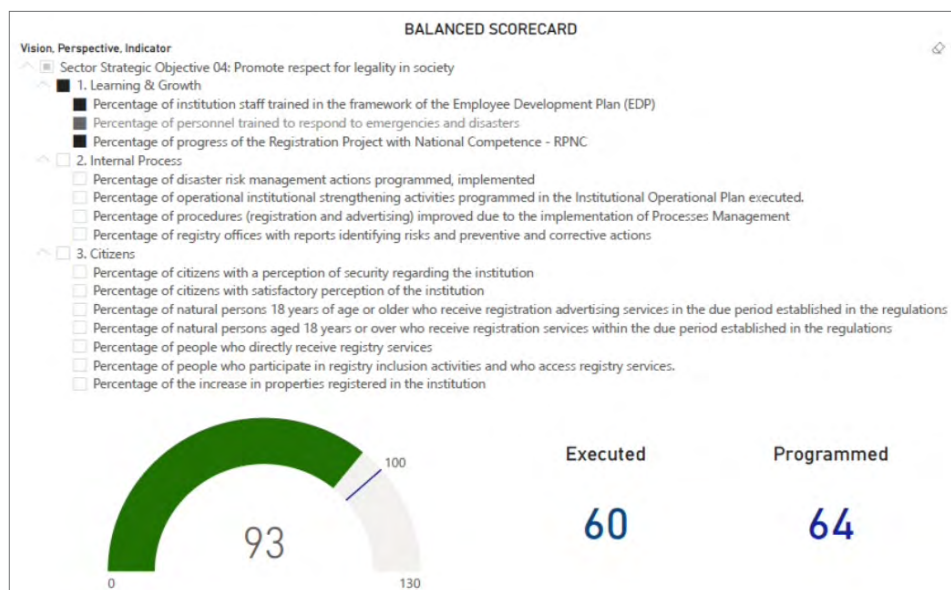 BALANCED SCORECARD
Vision, Perspective, Indicator
Sector Strategic Objective 04: Promote respect for legality in society
1. Learning & Growth
Percentage of institution staff trained in the framework of the Employee Development Plan (EDP)
Percentage of personnel trained to respond to emergencies and disasters
Percentage of progress of the Registration Project with National Competence - RPNC
2. Internal Process
Percentage of disaster risk management actions programmed, implemented
Percentage of operational institutional strengthening activities programmed in the Institutional Operational Plan executed.
Percentage of procedures (registration and advertising) improved due to the implementation of Processes Management
Percentage of registry offices with reports identifying risks and preventive and corrective actions
3. Citizens
Percentage of citizens with a perception of security regarding the institution
Percentage of citizens with satisfactory perception of the institution
Percentage of natural persons 18 years of age or older who receive registration advertising services in the due period established in the regulations
Percentage of natural persons aged 18 years or over who receive registration services within the due period established in the regulations
Percentage of people who directly receive registry services
Percentage of people who participate in registry inclusion activities and who access registry services.
Percentage of the increase in properties registered in the institution
Executed Programmed
100
60 64
93
0 130